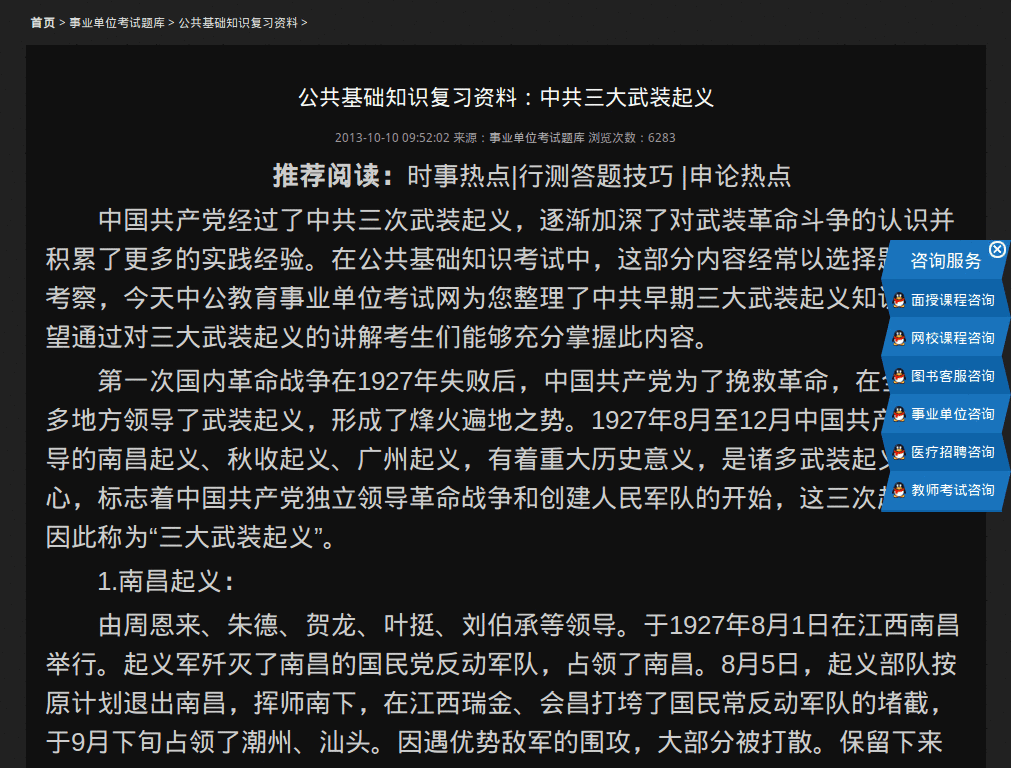 首页 > 事业单位考试题库 > 公共基础知识复习资料 >
公共基础知识复习资料：中共三大武装起义
2013-10-10 09:52:02 来源：事业单位考试题库 浏览次数：6283
推荐阅读：时事热点|行测答题技巧 |申论热点
中国共产党经过了中共三次武装起义，逐渐加深了对武装革命斗争的认识并
积累了更多的实践经验。在公共基础知识考试中，这部分内容经常以选择
考察，今天中公教育事业单位考试网为您整理了中共早期三大武装起义知
望通过对三大武装起义的讲解考生们能够充分掌握此内容。
第一次国内革命战争在1927年失败后，中国共产党为了挽救革命，在
多地方领导了武装起义，形成了烽火遍地之势。1927年8月至12月中国共产
导的南昌起义、秋收起义、广州起义，有着重大历史意义，是诸多武装起
心，标志着中国共产党独立领导革命战争和创建人民军队的开始，这三次
因此称为“三大武装起义”。
1.南昌起义：
由周恩来、朱德、贺龙、叶挺、刘伯承等领导。于1927年8月1日在江西南昌
举行。起义军歼灭了南昌的国民党反动军队，占领了南昌。8月5日，起义部队按
原计划退出南昌，挥师南下，在江西瑞金、会昌打垮了国民常反动军队的堵截，
于9月下旬占领了潮州、汕头。因遇优势敌军的围攻，大部分被打散。保留下来
咨询服务
面授课程咨询
网校课程咨询
图书客服咨询
事业单位咨询
医疗招聘咨询
教师考试咨询